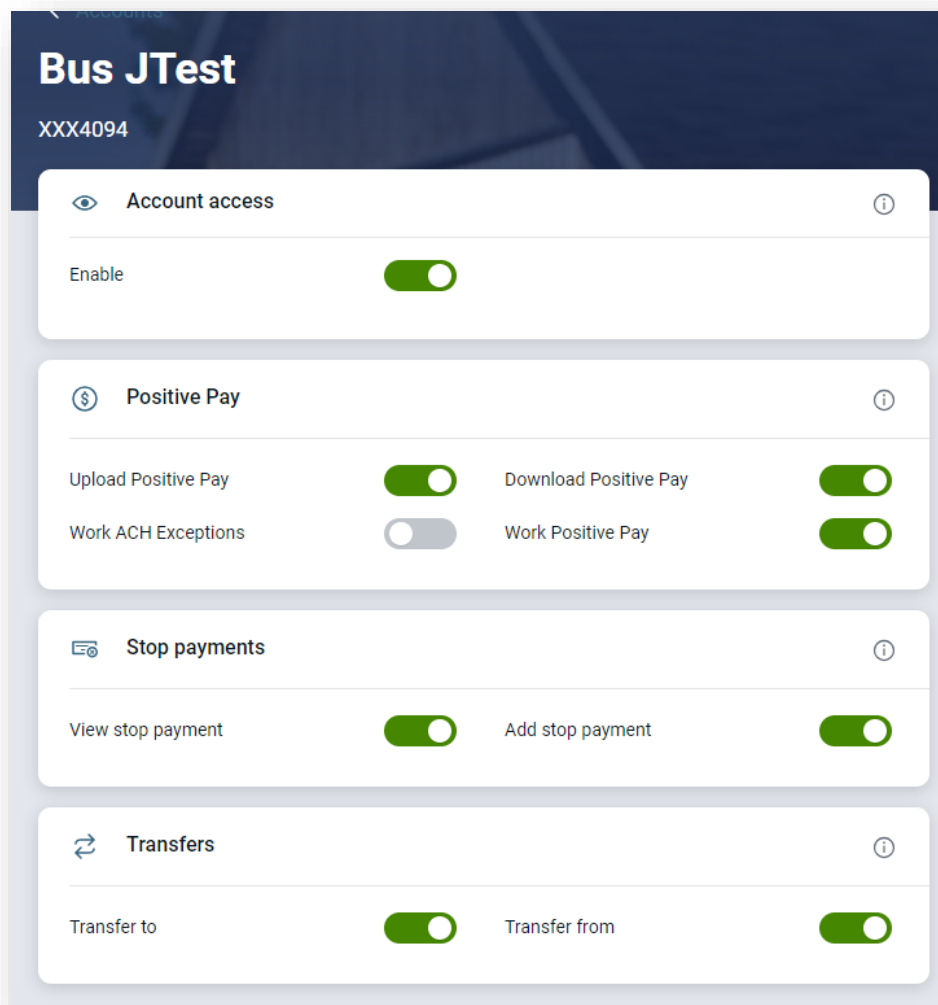 Accounts
Bus JTest
XXX4094
Account access
Enable
Positive Pay
Upload Positive Pay
Download Positive Pay
Work ACH Exceptions
Work Positive Pay
Stop payments
View stop payment
Add stop payment
Transfers
Transfer to
Transfer from